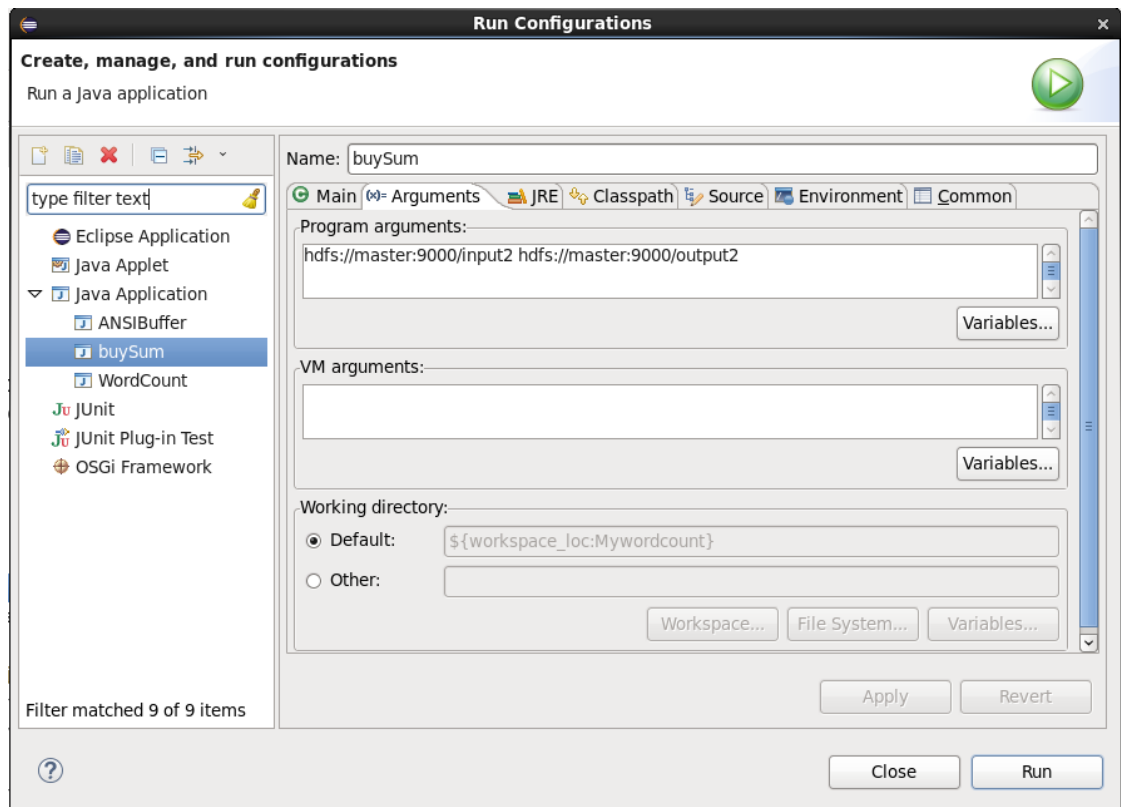 Run Configurations
Create, manage, and run configurations
Run a Java application
type filter text
Eclipse Application
Java Applet
Java Application
ANSIBuffer
buySum
WordCount
JUnit
JUnit Plug-in Test
OSGi Framework
Filter matched 9 of 9 items
Name: buySum
Main (x)= Arguments JRE Classpath Source Environment Common
Program arguments:
hdfs://master:9000/input2 hdfs://master:9000/output2
Variables...
VM arguments:
Variables...
Working directory:
Default: ${workspace_loc:Mywordcount}
Other:
Workspace... File System... Variables...
Apply Revert
Close Run